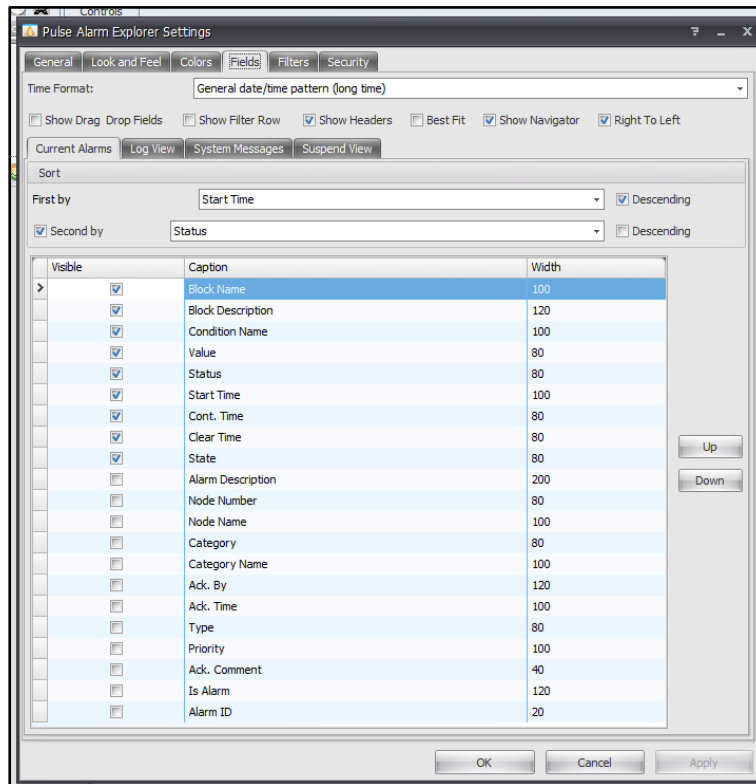 Controls
Pulse Alarm Explorer Settings
General Look and Feel Colors Fields Filters Security
Time Format: General date/time pattern (long time)
Show Drag Drop Fields Show Filter Row Show Headers Best Fit Show Navigator Right To Left
Current Alarms Log View System Messages Suspend View
Sort
First by Start Time Descending
Second by Status Descending
Visible Caption Width
Block Name 100
Block Description 120
Condition Name 100
Value 80
Status 80
Start Time 100
Cont. Time 80
Clear Time 80
State 80
Up
Alarm Description 200
Down
Node Number 80
Node Name 100
Category 80
Category Name 100
Ack. By 120
Ack. Time 100
Type 80
Priority 100
Ack. Comment 40
Is Alarm 120
Alarm ID 20
OK Cancel Apply